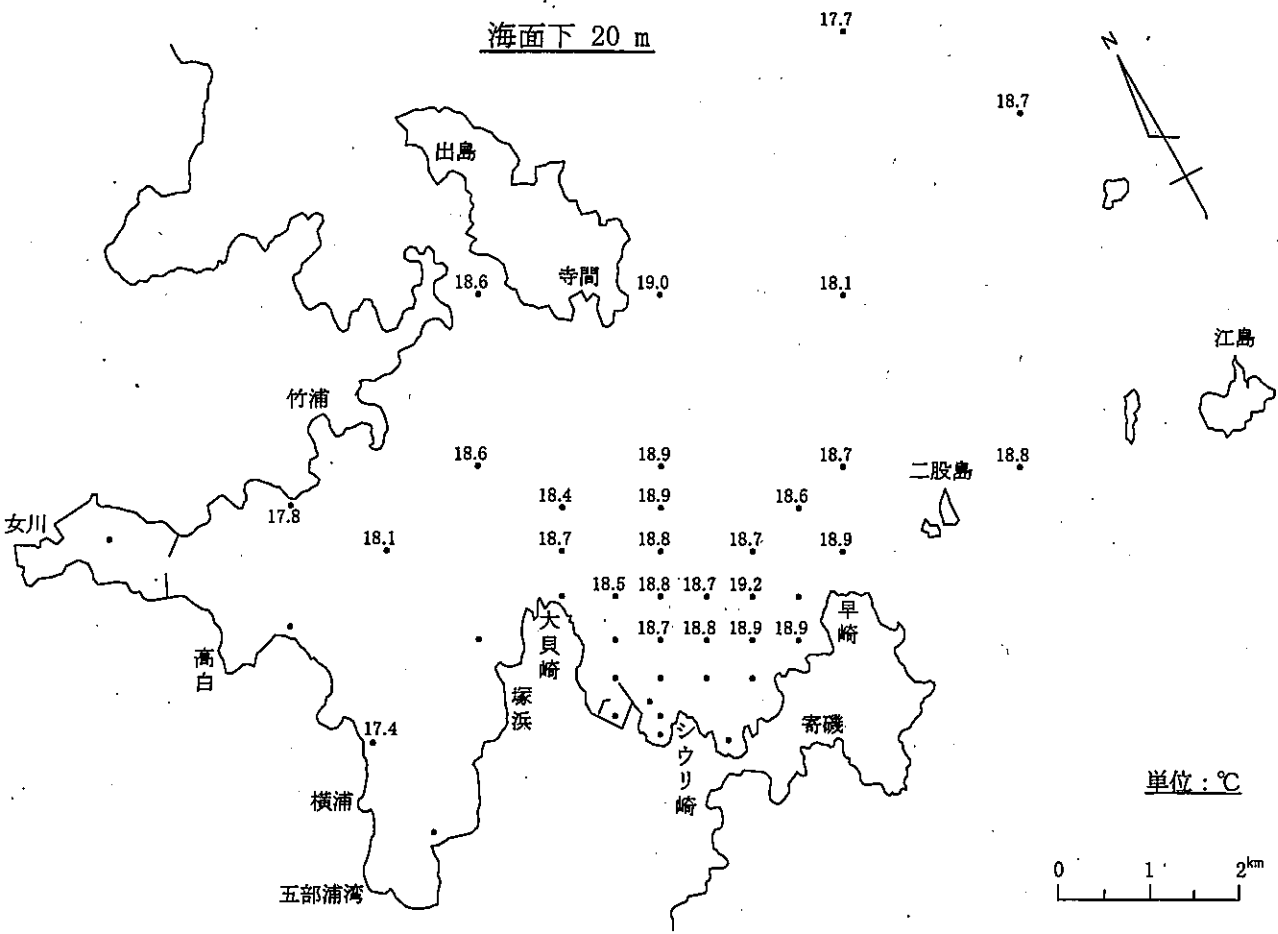 海面下 20 m
17.7
N
18.7
出島
寺間
18.6
19.0
18.1
江島
竹浦
18.6
18.9
18.7
二股島
18.8
女川
17.8
18.4
18.9
18.6
18.1
18.7
18.8
18.7
18.9
18.5
18.8
18.7
19.2
大貝崎
早崎
18.7
18.8
18.9
18.9
高白
塚浜
17.4
シウリ崎
寄磯
横浦
単位:℃
五部浦湾
0
1
2km